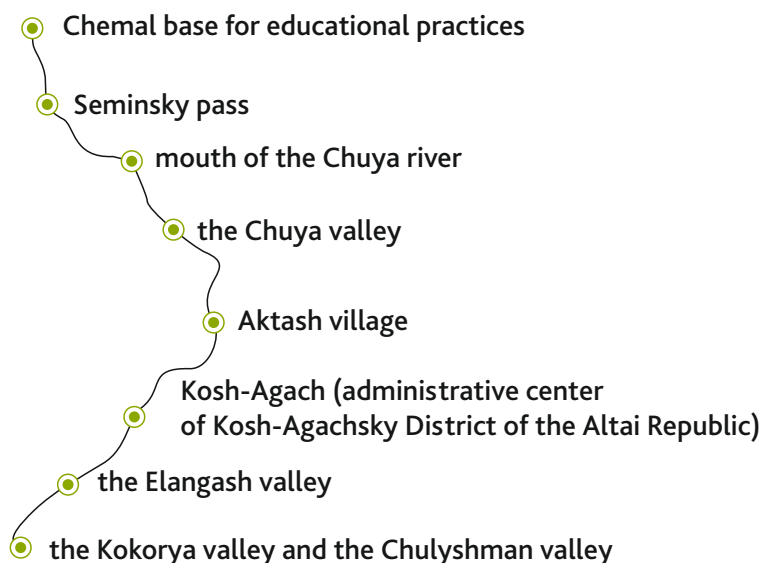 Chemal base for educational practices
Seminsky pass
mouth of the Chuya river
the Chuya valley
Aktash village
Kosh-Agach (administrative center
of Kosh-Agachsky District of the Altai Republic)
the Elangash valley
the Kokorya valley and the Chulyshman valley